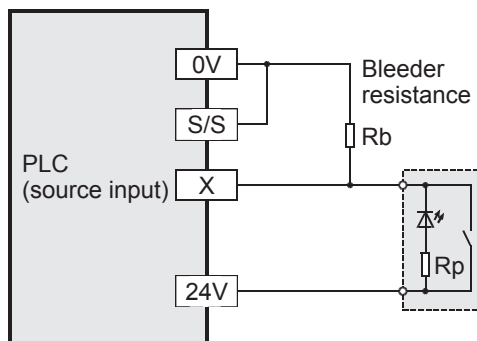 0V
S/S
X
24V
PLC
(source input)
Bleeder
resistance
Rb
Rp